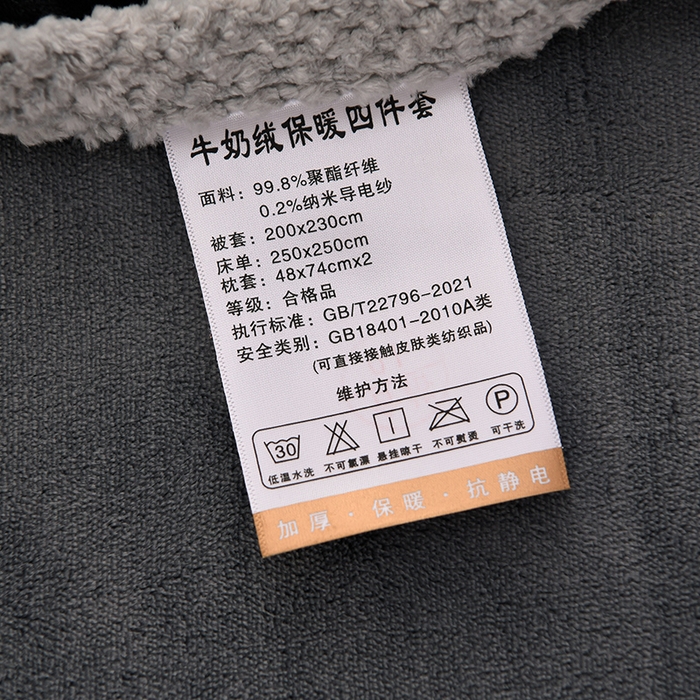 牛奶绒保暖四件套
面料：99.8%聚酯纤维
0.2%纳米导电纱
被套：200x230cm
床单：250x250cm
枕套：48x74cmx2
等级：合格品
执行标准：GB/T22796-2021
安全类别：GB18401-2010A类
(可直接接触皮肤类纺织品)
维护方法
30 P
低温水洗 不可氯漂 悬挂晾干 不可熨烫 可干洗
加厚·保暖·抗静电